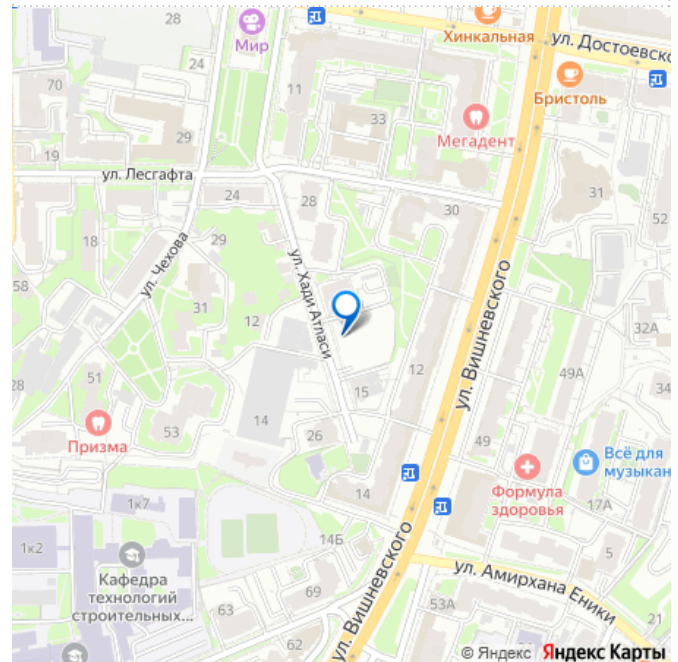 28
24
Мир
11
Хинкальная
ул. Достоевско
Бристоль
70
33
Мегадент
29
19
ул. Лесгафта
24
28
30
31
52
ул. Чехова
18
29
ул. Хади Атласи
ул. Вишневского
58
31
12
32А
28
51
12
49А
34
15
Призма
53
14
26
49
Всё для
музыкан
Формула
здоровья
17А
14
1к7
14Б
1к2
ул. Вишневского
5
Кафедра
технологий
строительных...
69
ул. Амирхана Еники
63
53А
21
62
© Яндекс Яндекс Карты